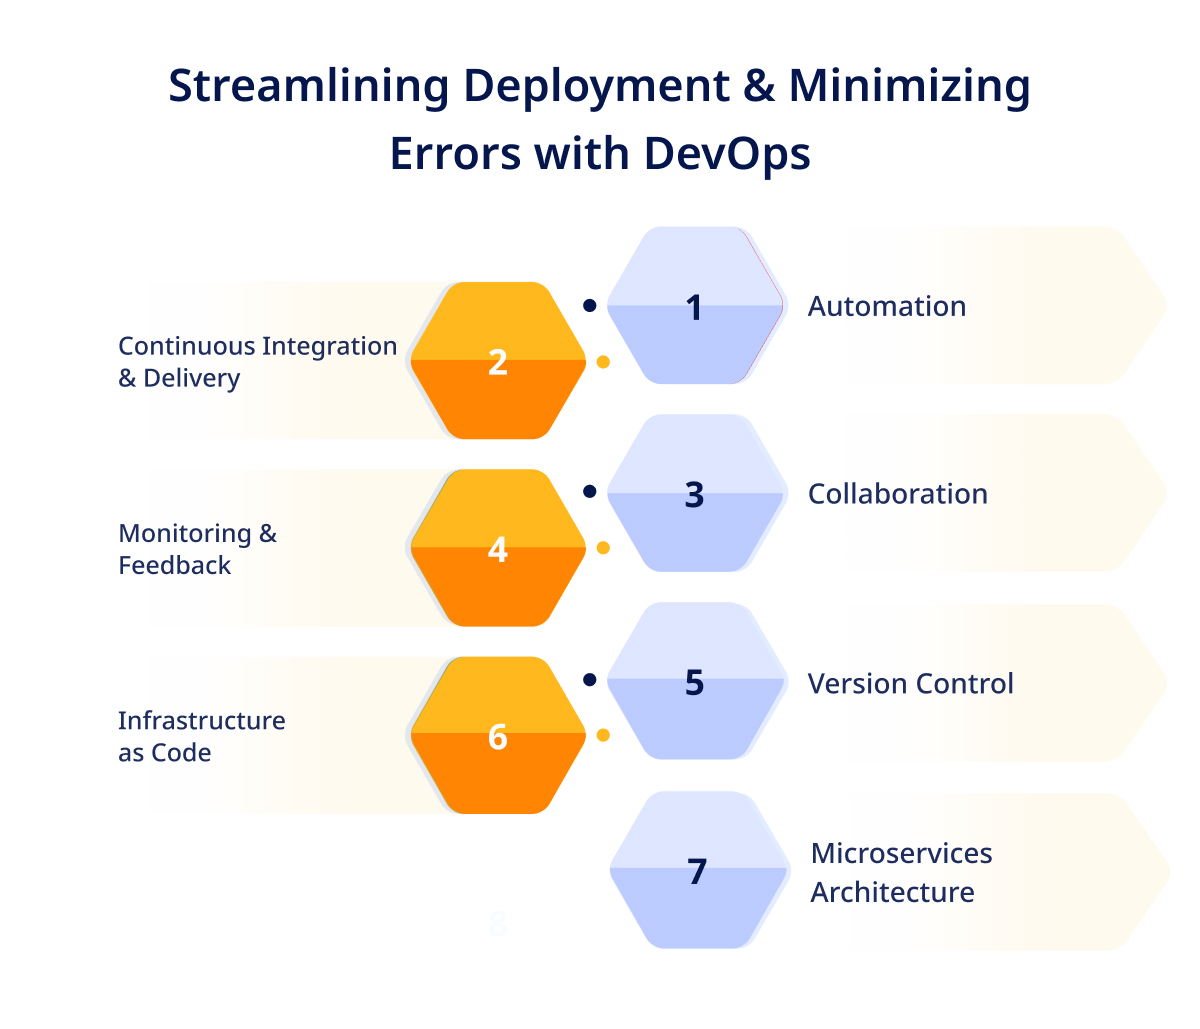 Streamlining Deployment & Minimizing
Errors with DevOps
1
Automation
2
Continuous Integration
& Delivery
3
Collaboration
4
Monitoring &
Feedback
5
Version Control
6
Infrastructure
as Code
7
Microservices
Architecture
8